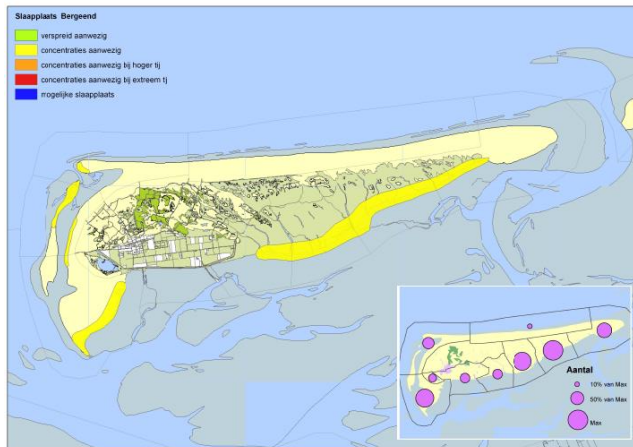 Slaapplaats Bergeend
verspreid aanwezig
concentraties aanwezig
concentraties aanwezig bij hoger tij
concentraties aanwezig bij extreem tj
mogelijke slaapplaats
Aantal
10% van Max
50% van Max
Max